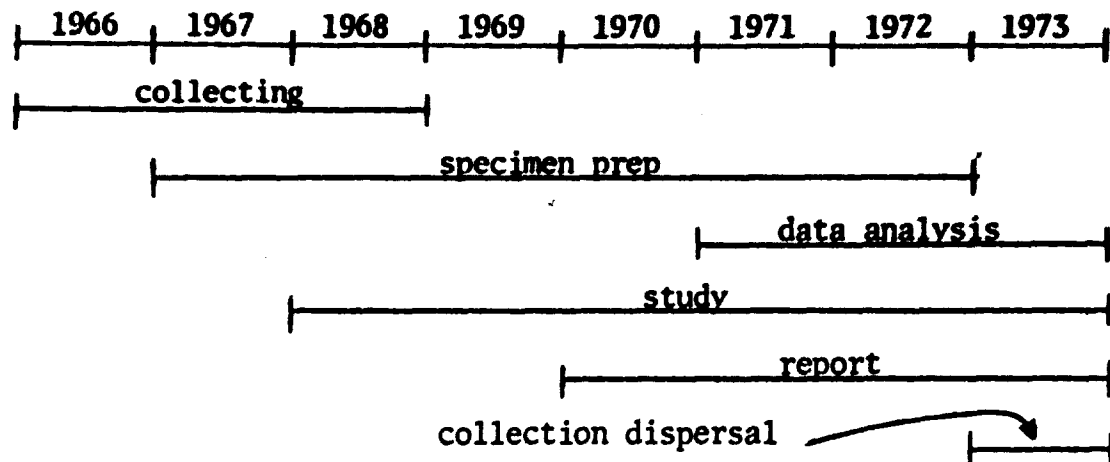 1966 1967 1968 1969 1970 1971 1972 1973
collecting
specimen prep
data analysis
study
report
collection dispersal